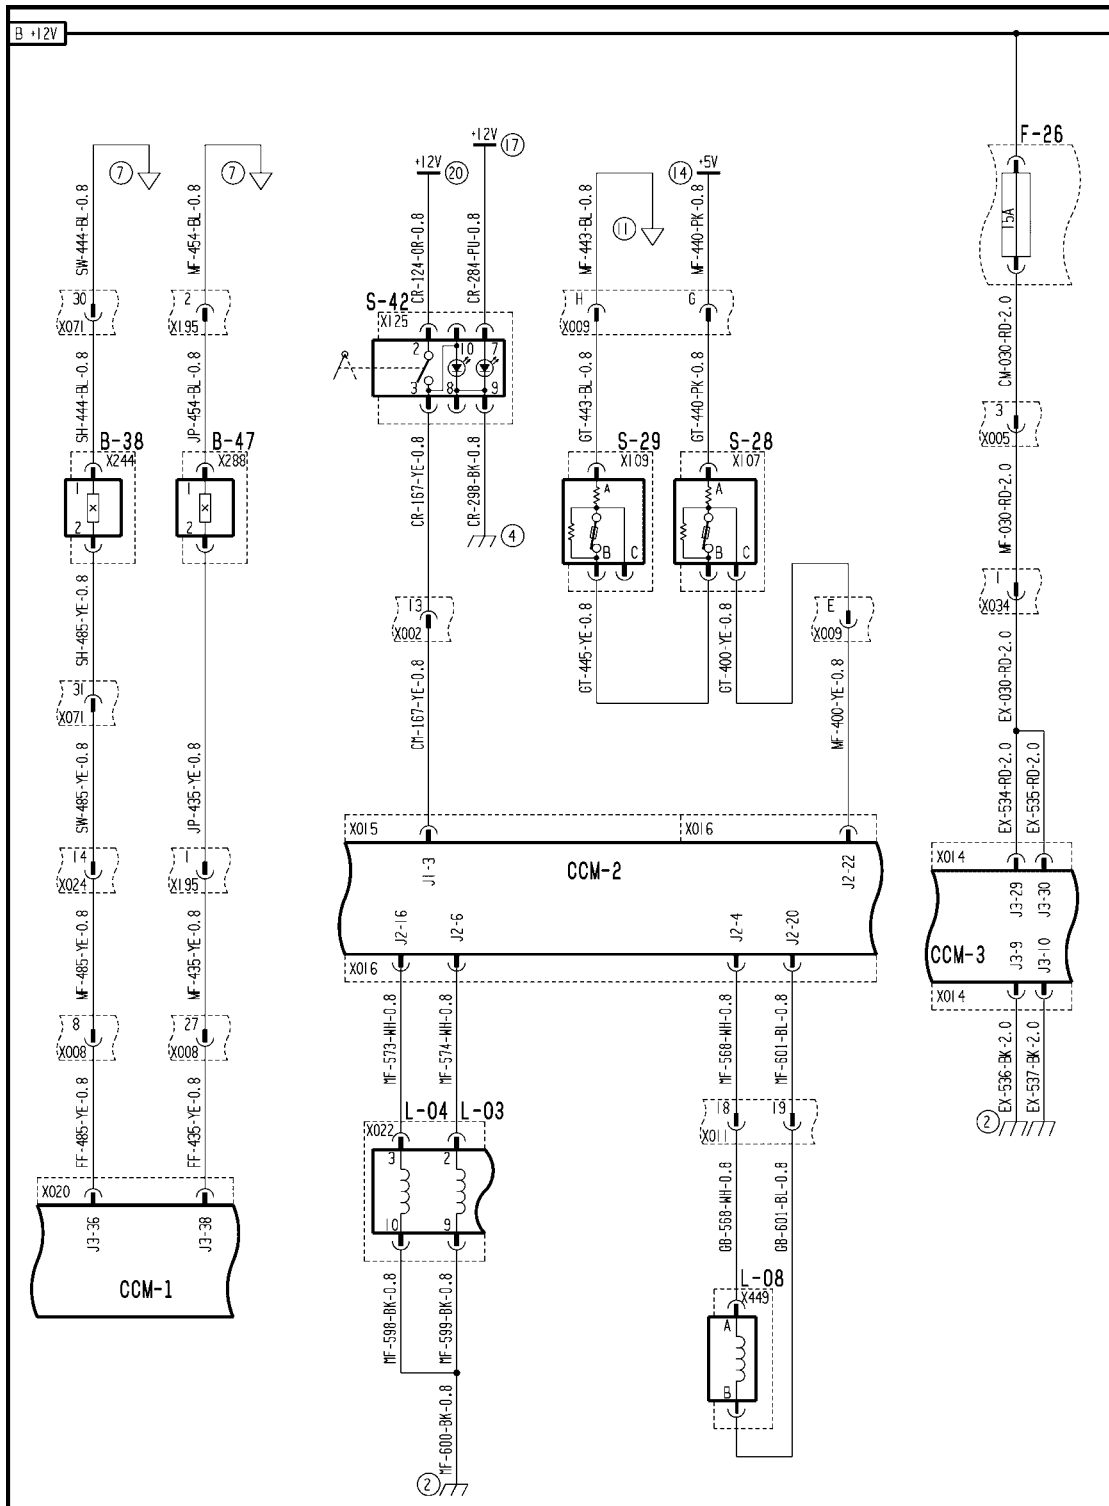 B +12V
+12V
17
F-26
7
7
+12V
20
14
+5V
15A
11
SW-444-BL-0.8
MF-454-BL-0.8
CR-124-OR-0.8
CR-284-PU-0.8
MF-443-BL-0.8
MF-440-PK-0.8
30
X071
2
X195
S-42
X125
H
G
X009
2
10
7
3
8
9
CM-030-RD-2.0
SH-444-BL-0.8
JP-454-BL-0.8
GT-443-BL-0.8
GT-440-PK-0.8
3
X005
B-38
X244
B-47
X288
S-29
X109
S-28
X107
CR-167-YE-0.8
CR-298-BK-0.8
MF-030-RD-2.0
1
2
1
2
A
B
C
A
B
C
4
13
X002
E
X009
1
X034
SH-485-YE-0.8
GT-445-YE-0.8
GT-400-YE-0.8
31
X071
CM-167-YE-0.8
MF-400-YE-0.8
EX-030-RD-2.0
SW-485-YE-0.8
JP-435-YE-0.8
EX-534-RD-2.0
EX-535-RD-2.0
X015
X016
14
X024
1
X195
J1-3
CCM-2
J2-22
X014
J3-29
J3-30
J2-16
J2-6
J2-4
J2-20
CCM-3
J3-9
J3-10
X016
X014
MF-485-YE-0.8
MF-435-YE-0.8
8
X008
27
X008
MF-573-WH-0.8
MF-574-WH-0.8
MF-568-WH-0.8
MF-601-BL-0.8
EX-536-BK-2.0
EX-537-BK-2.0
2
L-04
L-03
X022
18
19
X011
FF-485-YE-0.8
FF-435-YE-0.8
3
2
10
9
X020
J3-36
J3-38
CCM-1
GB-568-WH-0.8
GB-601-BL-0.8
L-08
X449
A
B
MF-598-BK-0.8
MF-599-BK-0.8
MF-600-BK-0.8
2